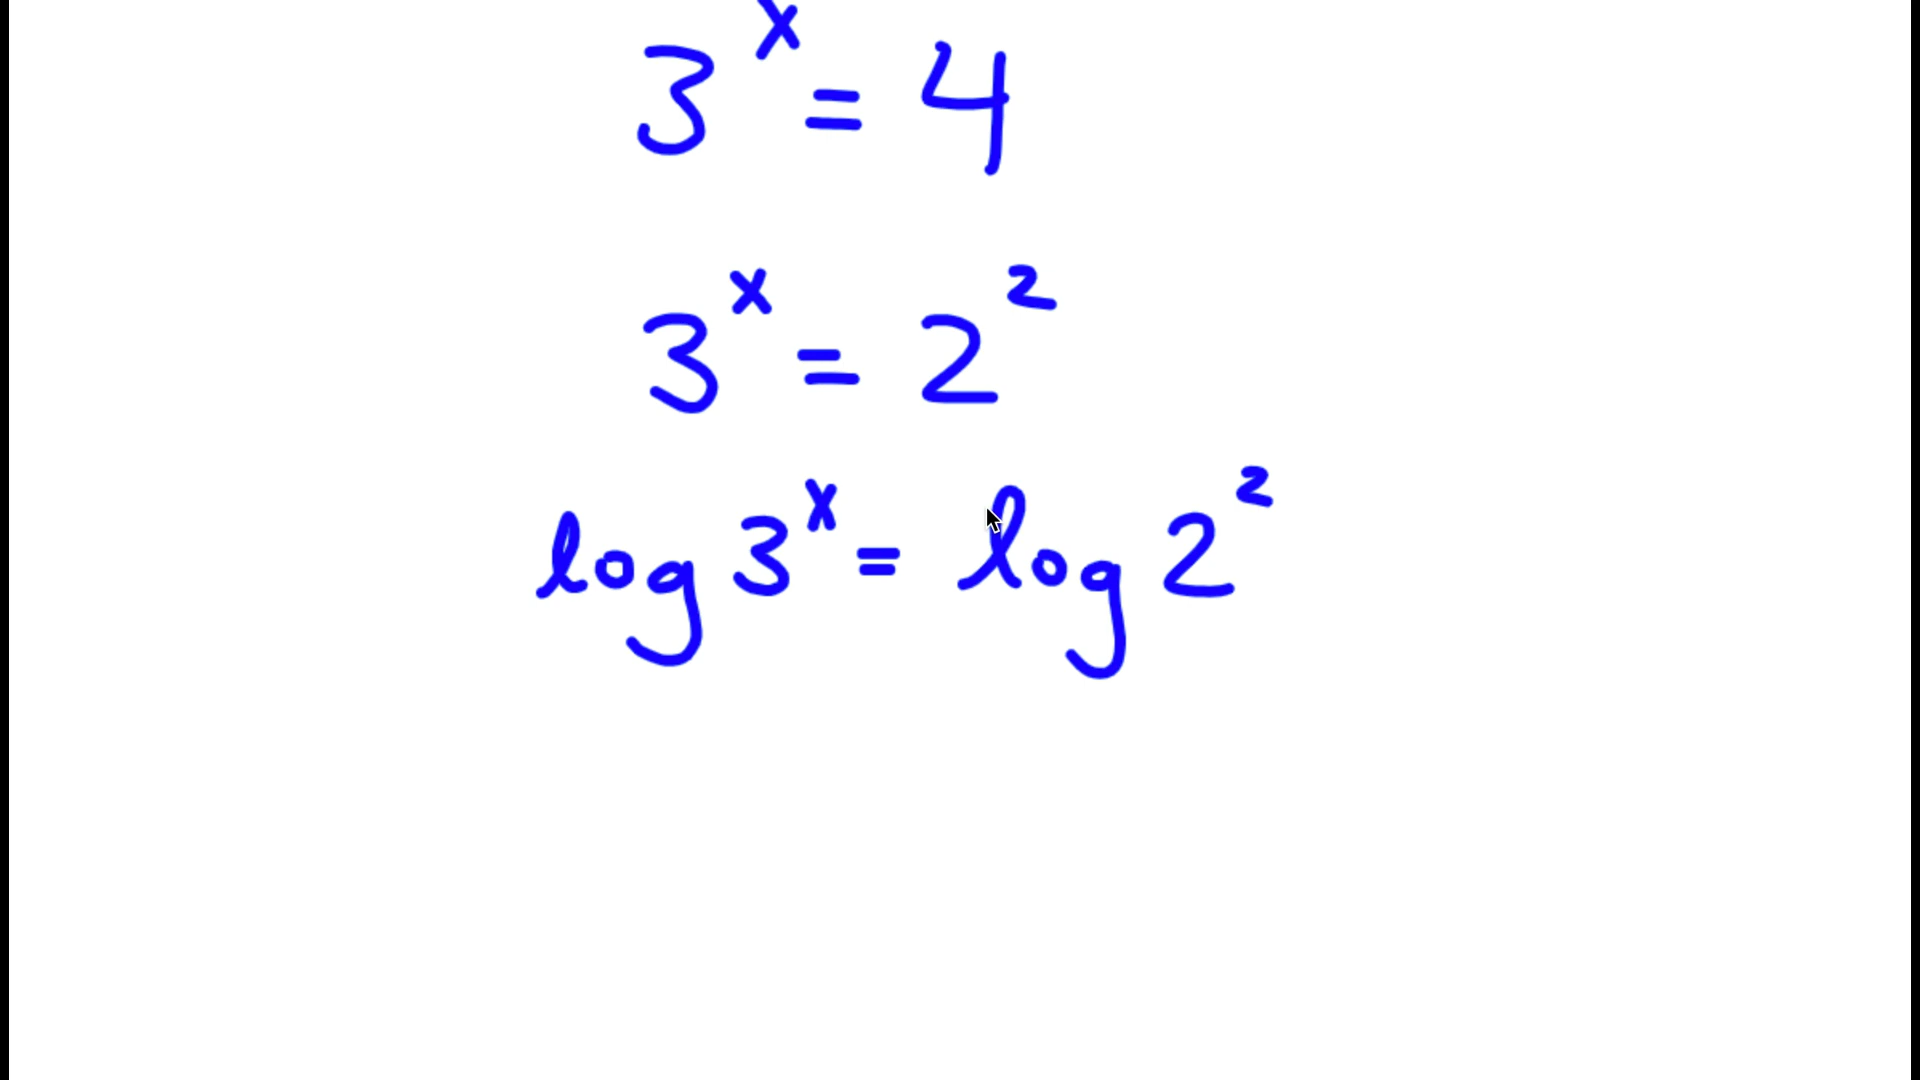 3^x = 4
3^x = 2^2
log 3^x = log 2^2